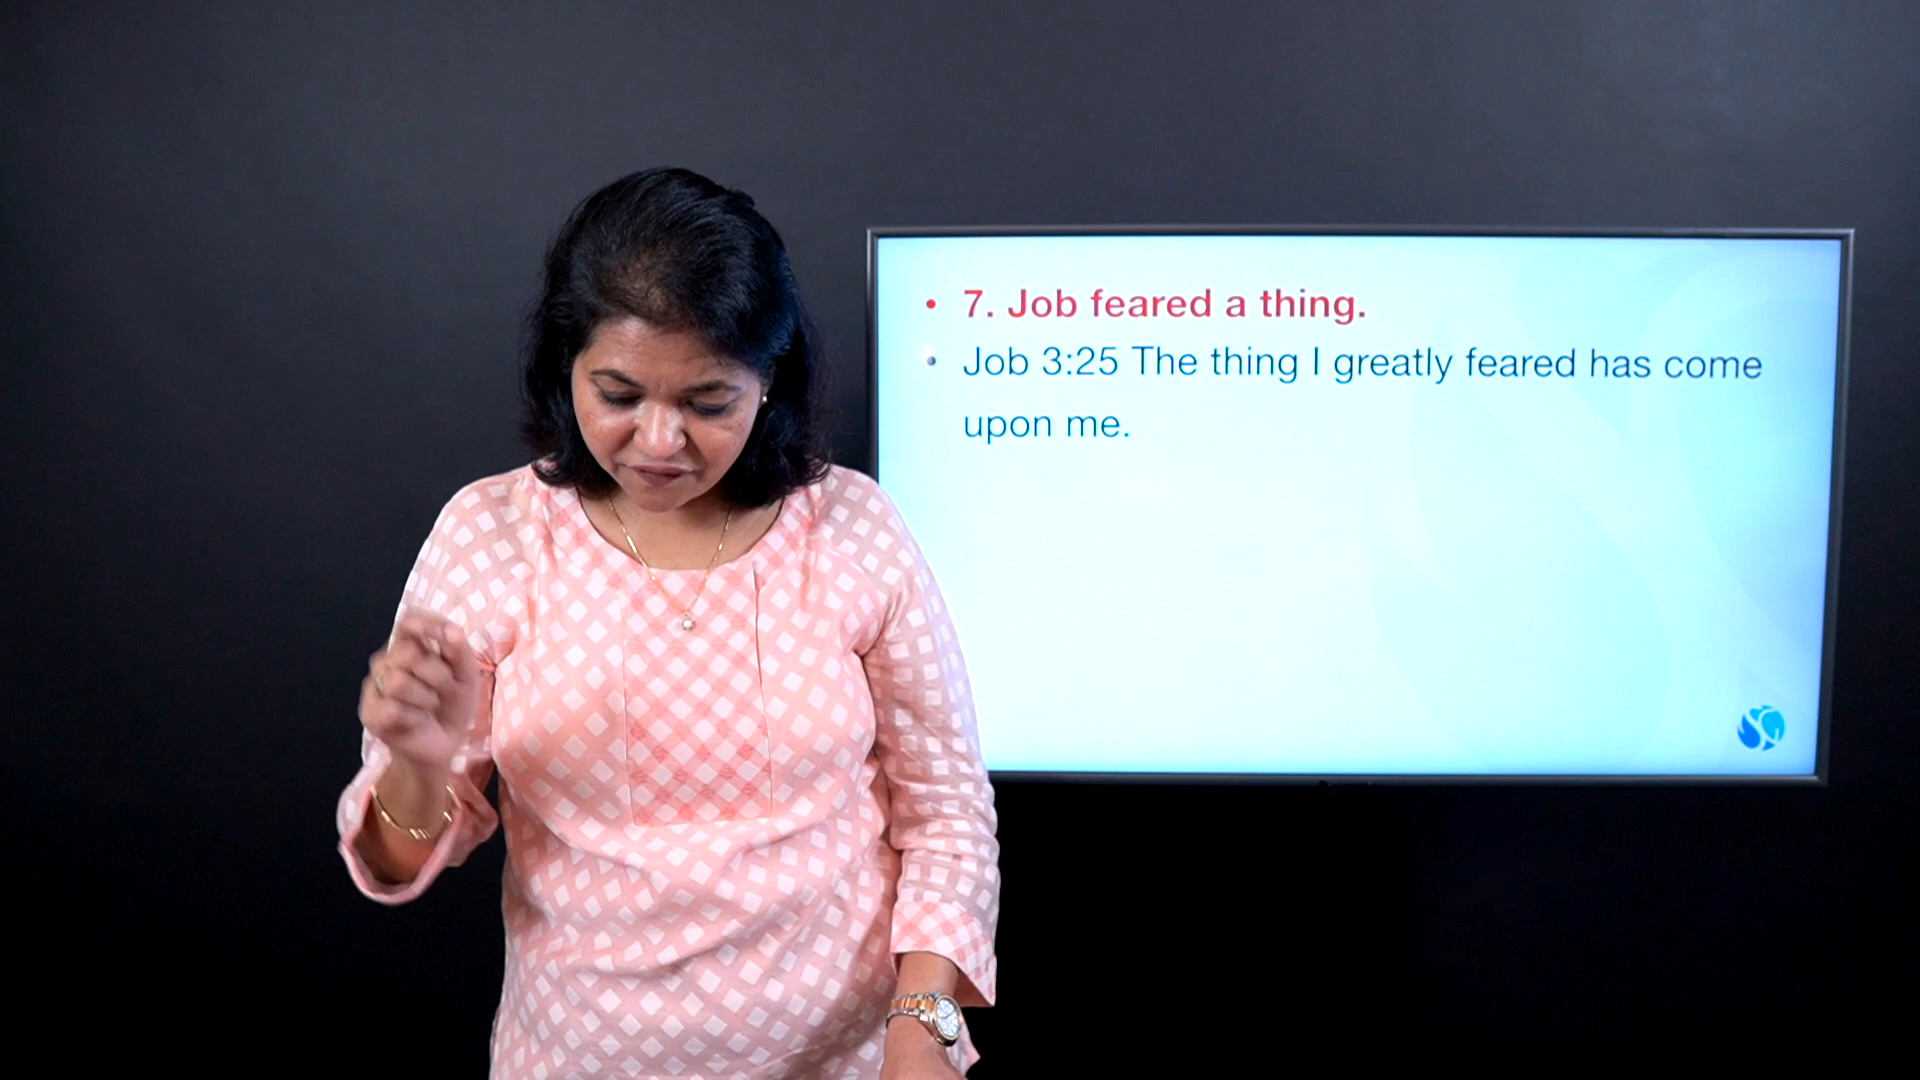 • 7. Job feared a thing.
• Job 3:25 The thing I greatly feared has come
upon me.